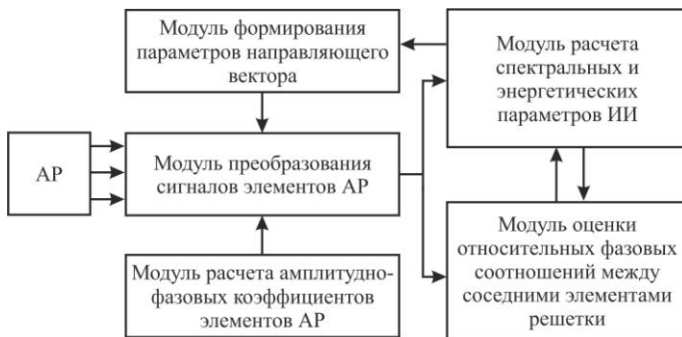 Модуль формирования
параметров направляющего
вектора
Модуль расчета
спектральных и
энергетических
параметров ИИ
АР
Модуль преобразования
сигналов элементов АР
Модуль расчета амплитудно-
фазовых коэффициентов
элементов АР
Модуль оценки
относительных фазовых
соотношений между
соседними элементами
решетки